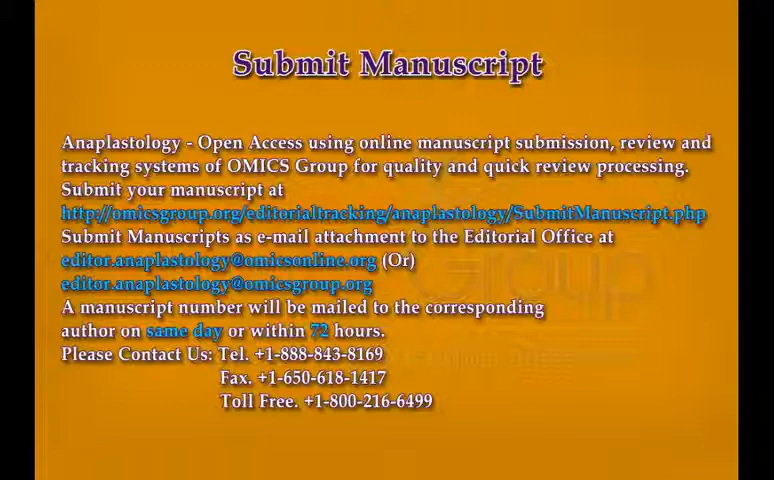 Submit Manuscript
Anaplastology - Open Access using online manuscript submission, review and
tracking systems of OMICS Group for quality and quick review processing.
Submit your manuscript at
http://omicsgroup.org/editorialtracking/anaplastology/SubmitManuscript.php
Submit Manuscripts as e-mail attachment to the Editorial Office at
editor.anaplastology@omicsonline.org (Or)
editor.anaplastology@omicsgroup.org
A manuscript number will be mailed to the corresponding
author on same day or within 72 hours.
Please Contact Us: Tel. +1-888-843-8169
Fax. +1-650-618-1417
Toll Free. +1-800-216-6499
Group